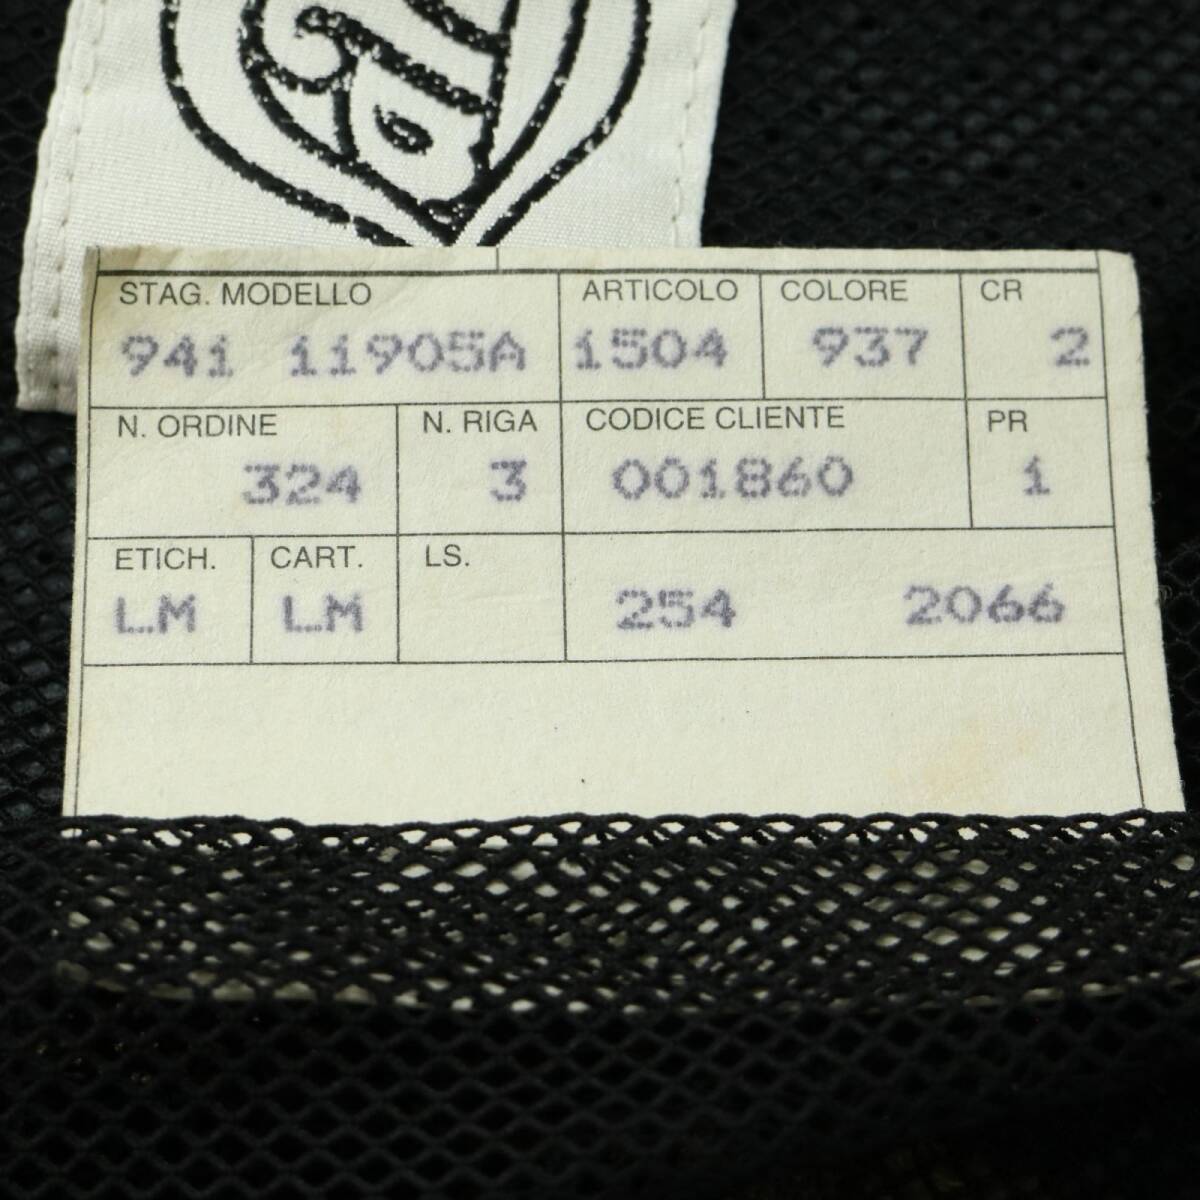 STAG. MODELLO ARTICOLO COLORE CR
941 11905A 1504 937 2
N. ORDINE N. RIGA CODICE CLIENTE PR
324 3 001860 1
ETICH. CART. LS.
LM LM 254 2066